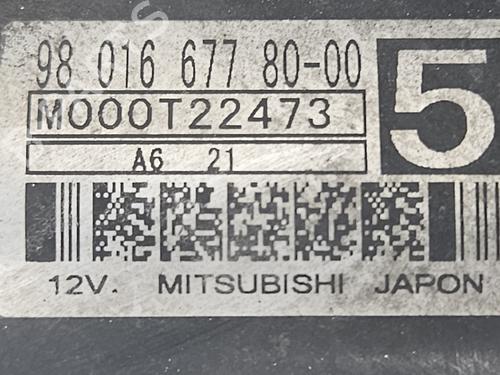 98 016 677 80-00
5
M000T22473
A6 21
12V. MITSUBISHI JAPON